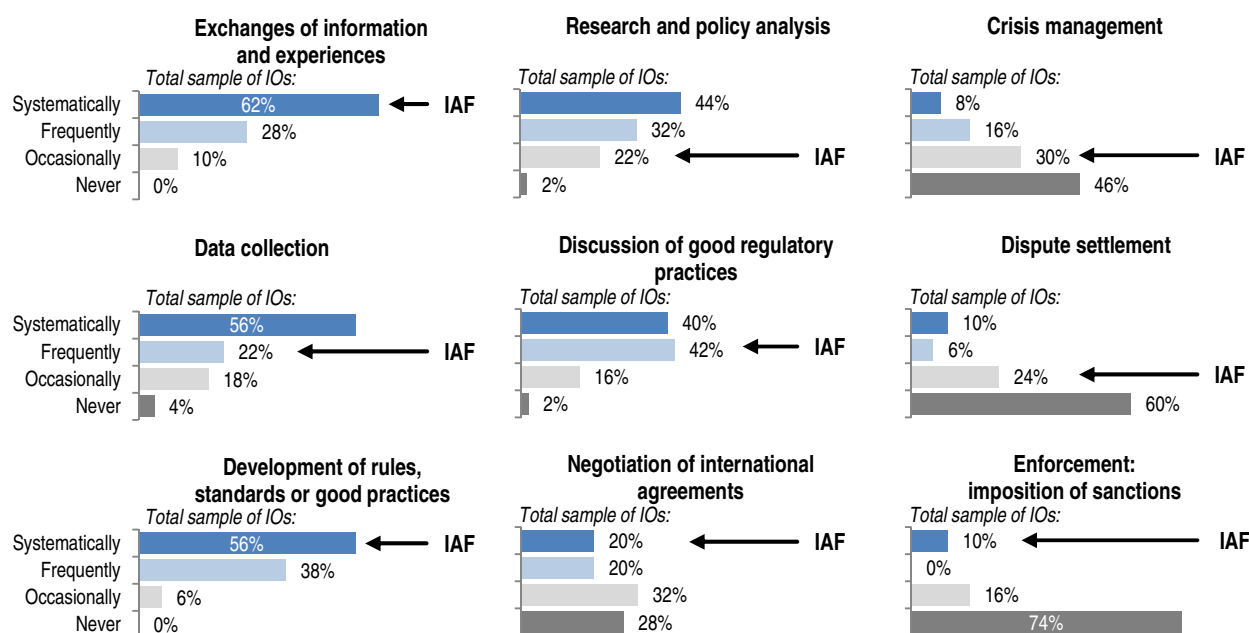 Exchanges of information
and experiences
Total sample of IOs:
Systematically 62% IAF
Frequently 28%
Occasionally 10%
Never 0%
Research and policy analysis
Total sample of IOs:
44%
32%
22% IAF
2%
Crisis management
Total sample of IOs:
8%
16%
30% IAF
46%
Data collection
Total sample of IOs:
Systematically 56%
Frequently 22% IAF
Occasionally 18%
Never 4%
Discussion of good regulatory
practices
Total sample of IOs:
40%
42% IAF
16%
2%
Dispute settlement
Total sample of IOs:
10%
6%
24% IAF
60%
Development of rules,
standards or good practices
Total sample of IOs:
Systematically 56% IAF
Frequently 38%
Occasionally 6%
Never 0%
Negotiation of international
agreements
Total sample of IOs:
20% IAF
20%
32%
28%
Enforcement:
imposition of sanctions
Total sample of IOs:
10% IAF
0%
16%
74%